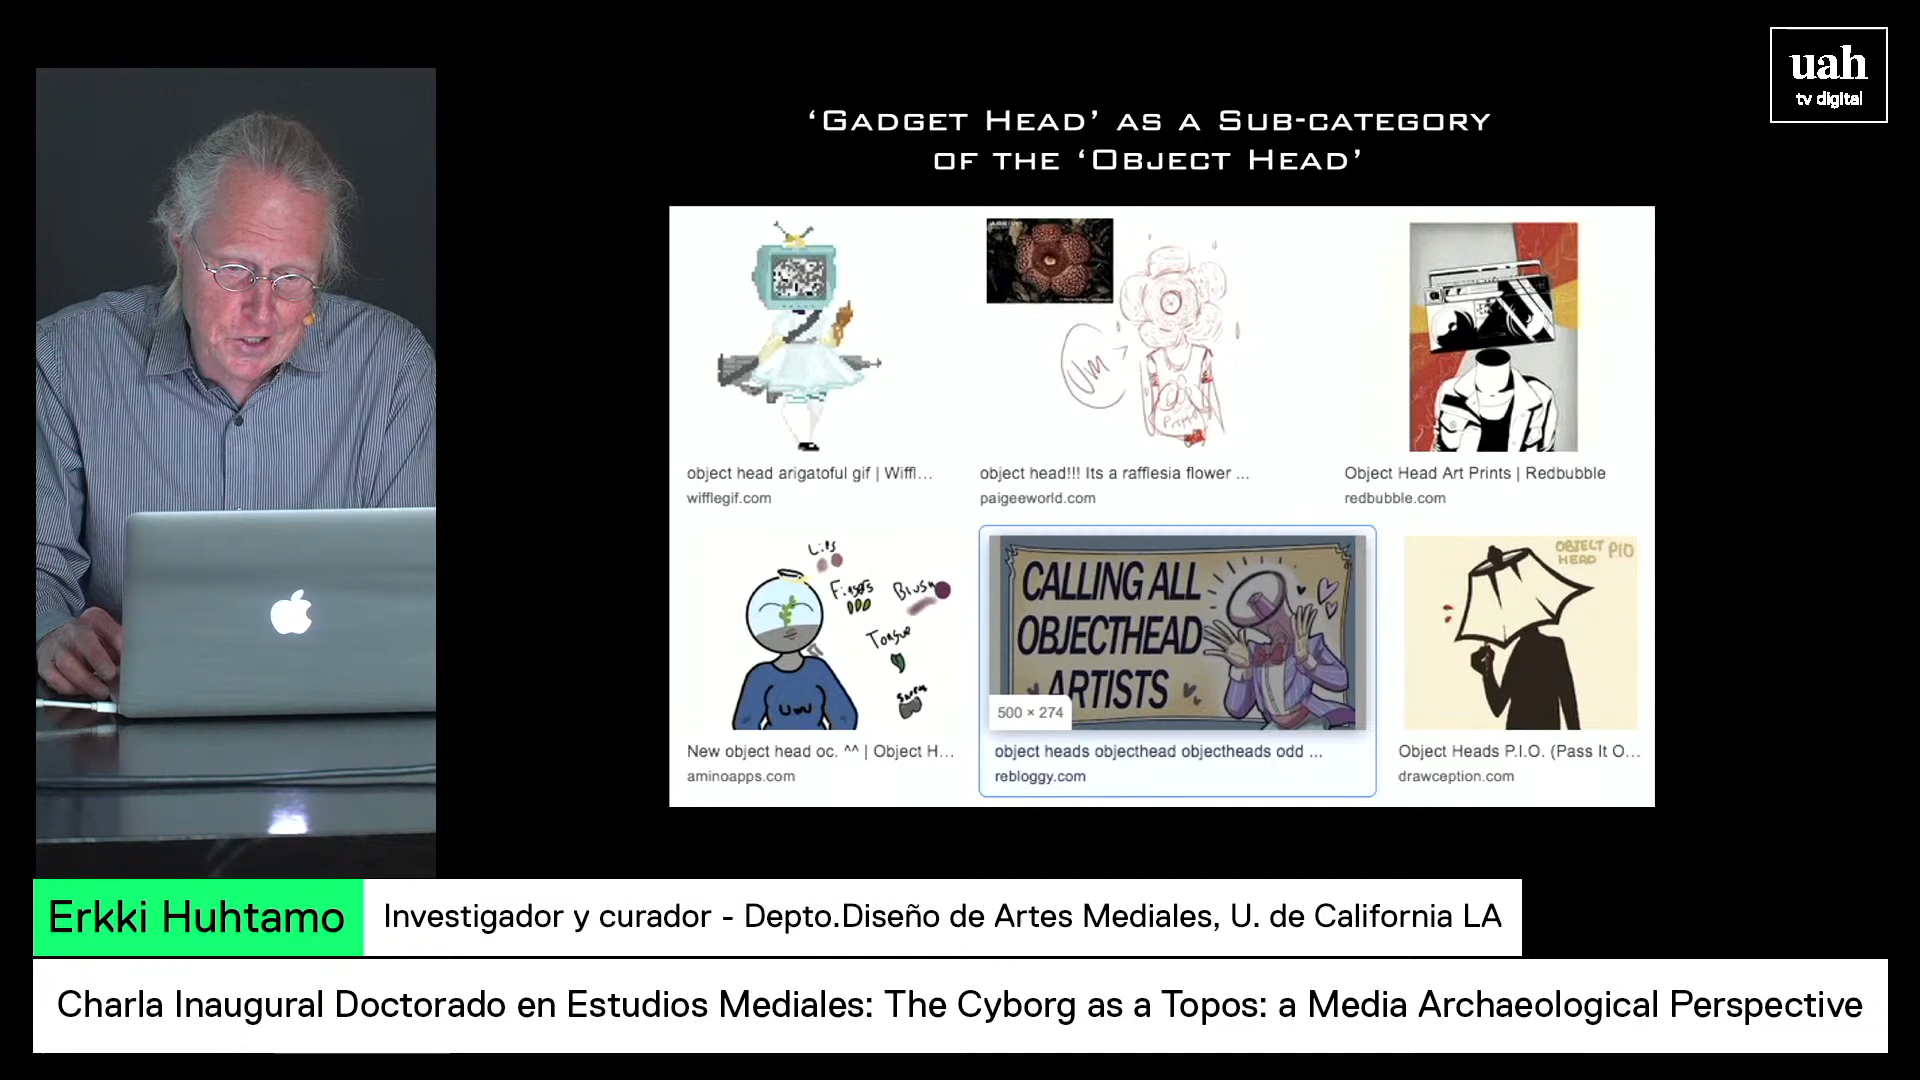 uah
tv digital
‘Gadget Head’ as a Sub-category
of the ‘Object Head’
Um
object head arigatoful gif | Wiffl...
wifflegif.com
object head!!! Its a rafflesia flower ...
paigeeworld.com
Object Head Art Prints | Redbubble
redbubble.com
Lips
Fingers
Blush
Tongue
UwU
CALLING ALL
OBJECTHEAD
ARTISTS
500 × 274
OBJECT PIO
HEAD
New object head oc. ^^ | Object H...
aminoapps.com
object heads objecthead objectheads odd ...
rebloggy.com
Object Heads P.I.O. (Pass It O...
drawception.com
Erkki Huhtamo
Investigador y curador - Depto.Diseño de Artes Mediales, U. de California LA
Charla Inaugural Doctorado en Estudios Mediales: The Cyborg as a Topos: a Media Archaeological Perspective